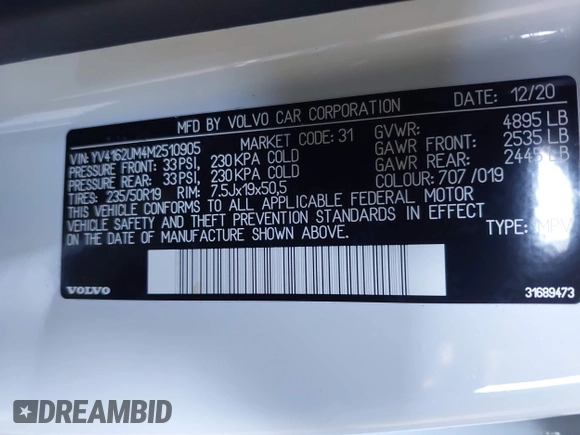 MFD BY VOLVO CAR CORPORATION DATE: 12/20
VIN: YV4162UM4M2510905 MARKET CODE: 31 GVWR: 4895 LB
PRESSURE FRONT: 33PSI, 230 KPA COLD GAWR FRONT: 2535 LB
PRESSURE REAR: 33 PSI, 230 KPA COLD GAWR REAR: 2445 LB
TIRES: 235/50R19 RIM: 7.5Jx19x50,5 COLOUR: 707 /019
THIS VEHICLE CONFORMS TO ALL APPLICABLE FEDERAL MOTOR
VEHICLE SAFETY AND THEFT PREVENTION STANDARDS IN EFFECT
ON THE DATE OF MANUFACTURE SHOWN ABOVE. TYPE: MPV
VOLVO 31689473
DREAMBID